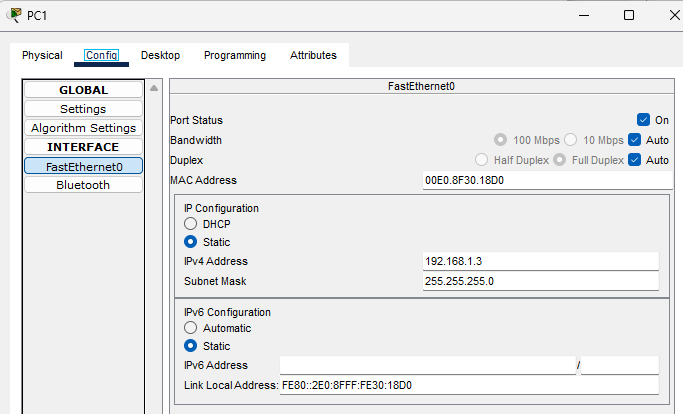 PC1
Physical Config Desktop Programming Attributes
GLOBAL
Settings
Algorithm Settings
INTERFACE
FastEthernet0
Bluetooth
FastEthernet0
Port Status On
Bandwidth 100 Mbps 10 Mbps Auto
Duplex Half Duplex Full Duplex Auto
MAC Address 00E0.8F30.18D0
IP Configuration
DHCP
Static
IPv4 Address 192.168.1.3
Subnet Mask 255.255.255.0
IPv6 Configuration
Automatic
Static
IPv6 Address /
Link Local Address: FE80::2E0:8FFF:FE30:18D0